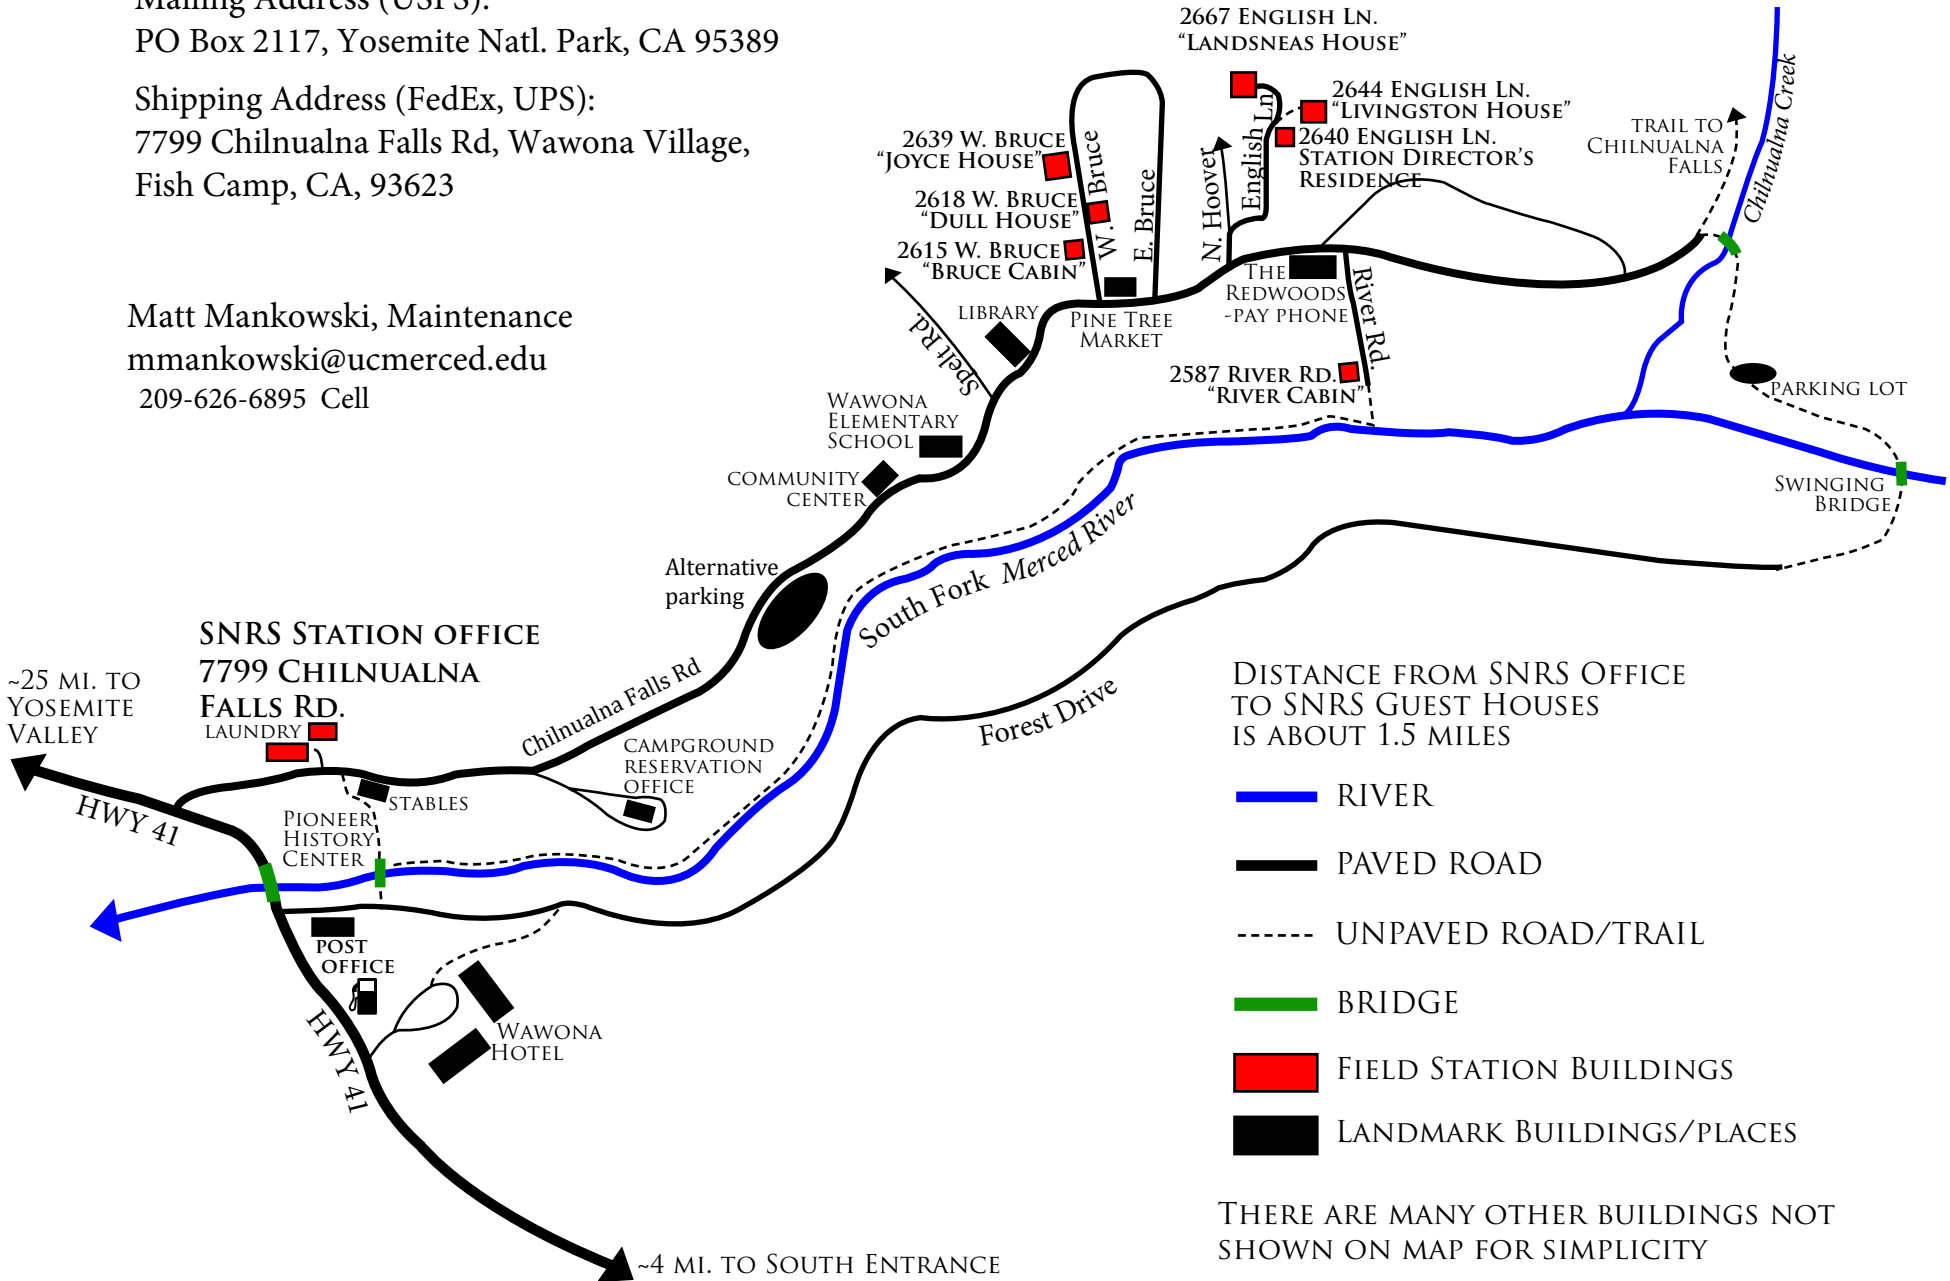 Mailing Address (USPS):
PO Box 2117, Yosemite Natl. Park, CA 95389
Shipping Address (FedEx, UPS):
7799 Chilnualna Falls Rd, Wawona Village,
Fish Camp, CA, 93623
Matt Mankowski, Maintenance
mmankowski@ucmerced.edu
209-626-6895 Cell
2667 English Ln.
"Landsneas House"
2644 English Ln.
"Livingston House"
2640 English Ln.
Station Director's
Residence
2639 W. Bruce
"Joyce House"
2618 W. Bruce
"Dull House"
2615 W. Bruce
"Bruce Cabin"
W. Bruce
E. Bruce
N. Hoover
English Ln
Trail to
Chilnualna
Falls
Chilnualna Creek
Library
Pine Tree
Market
The
Redwoods
-pay phone
River Rd.
2587 River Rd.
"River Cabin"
Spelt Rd.
Wawona
Elementary
School
Community
Center
parking lot
Swinging
Bridge
Alternative
parking
South Fork Merced River
Forest Drive
Chilnualna Falls Rd
SNRS Station office
7799 Chilnualna
Falls Rd.
Laundry
~25 mi. to
Yosemite
Valley
HWY 41
Stables
Campground
Reservation
Office
Pioneer
History
Center
Post
Office
Wawona
Hotel
HWY 41
~4 mi. to South Entrance
Distance from SNRS Office
to SNRS Guest Houses
is about 1.5 miles
RIVER
PAVED ROAD
UNPAVED ROAD/TRAIL
BRIDGE
Field Station Buildings
Landmark Buildings/places
There are many other buildings not
shown on map for simplicity